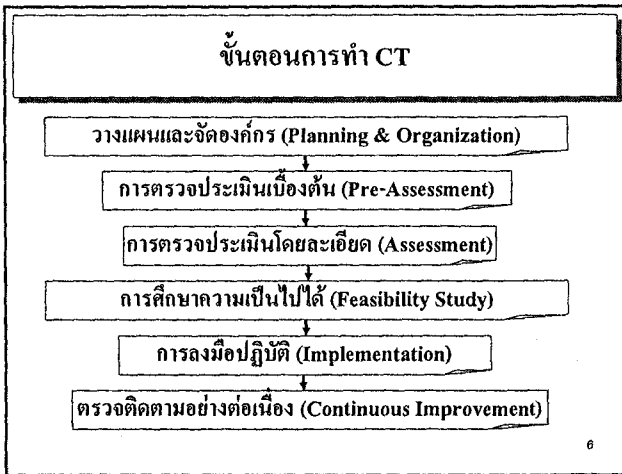 ขั้นตอนการทำ CT
วางแผนและจัดองค์กร (Planning & Organization)
การตรวจประเมินเบื้องต้น (Pre-Assessment)
การตรวจประเมินโดยละเอียด (Assessment)
การศึกษาความเป็นไปได้ (Feasibility Study)
การลงมือปฏิบัติ (Implementation)
ตรวจติดตามอย่างต่อเนื่อง (Continuous Improvement)
6